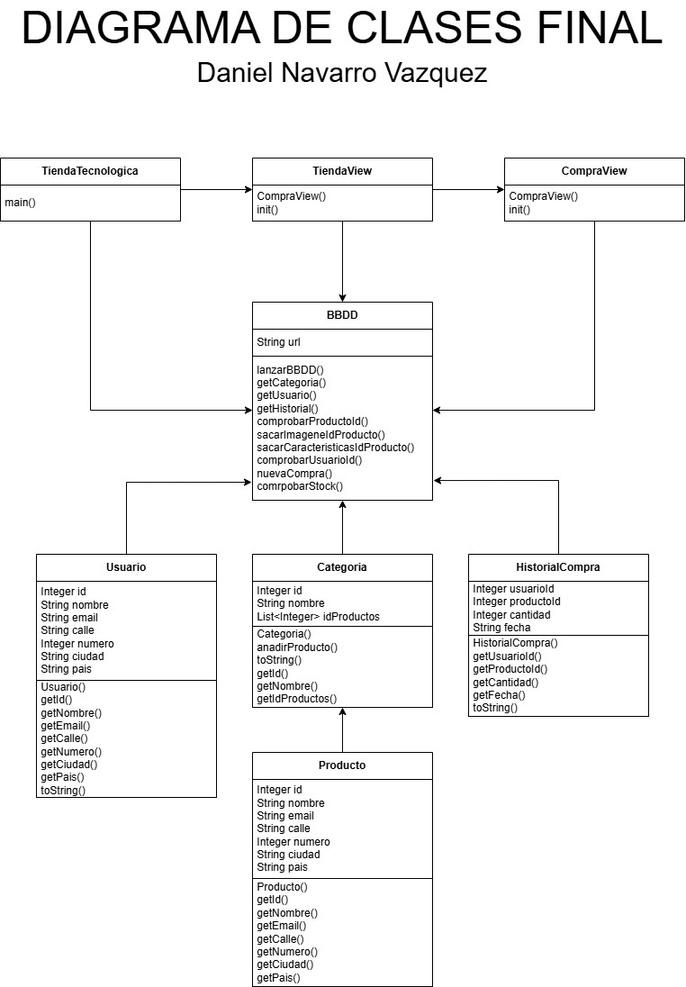 DIAGRAMA DE CLASES FINAL
Daniel Navarro Vazquez
TiendaTecnologica
main()
TiendaView
CompraView()
init()
CompraView
CompraView()
init()
BBDD
String url
lanzarBBDD()
getCategoria()
getUsuario()
getHistorial()
comprobarProductoId()
sacarImageneIdProducto()
sacarCaracteristicasIdProducto()
comprobarUsuarioId()
nuevaCompra()
comrpobarStock()
Usuario
Integer id
String nombre
String email
String calle
Integer numero
String ciudad
String pais
Usuario()
getId()
getNombre()
getEmail()
getCalle()
getNumero()
getCiudad()
getPais()
toString()
Categoria
Integer id
String nombre
List<Integer> idProductos
Categoria()
anadirProducto()
toString()
getId()
getNombre()
getIdProductos()
HistorialCompra
Integer usuarioId
Integer productoId
Integer cantidad
String fecha
HistorialCompra()
getUsuarioId()
getProductoId()
getCantidad()
getFecha()
toString()
Producto
Integer id
String nombre
String email
String calle
Integer numero
String ciudad
String pais
Producto()
getId()
getNombre()
getEmail()
getCalle()
getNumero()
getCiudad()
getPais()